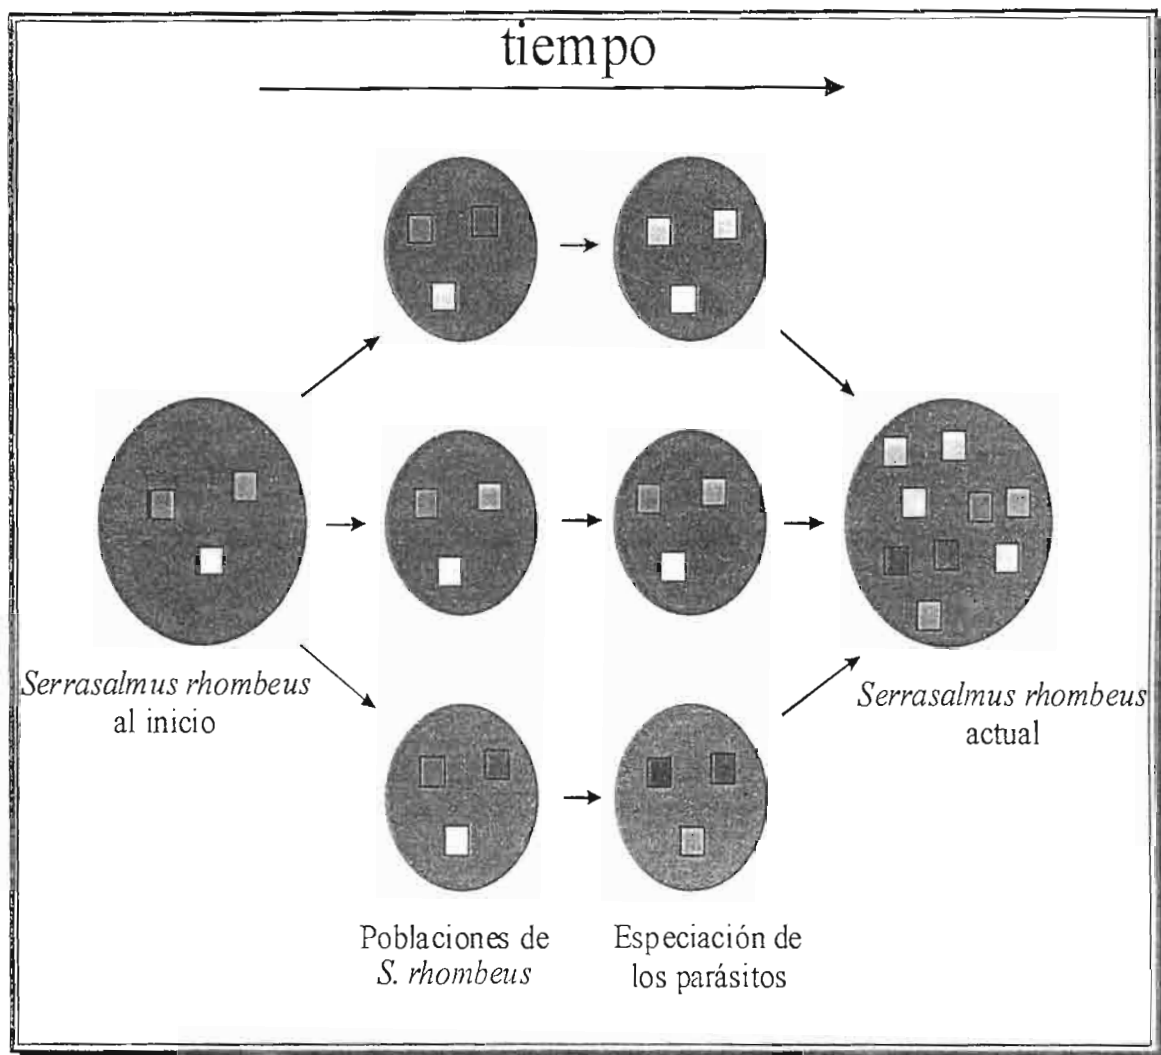 tiempo
Serrasalmus rhombeus
al inicio
Serrasalmus rhombeus
actual
Poblaciones de
S. rhombeus
Especiación de
los parásitos